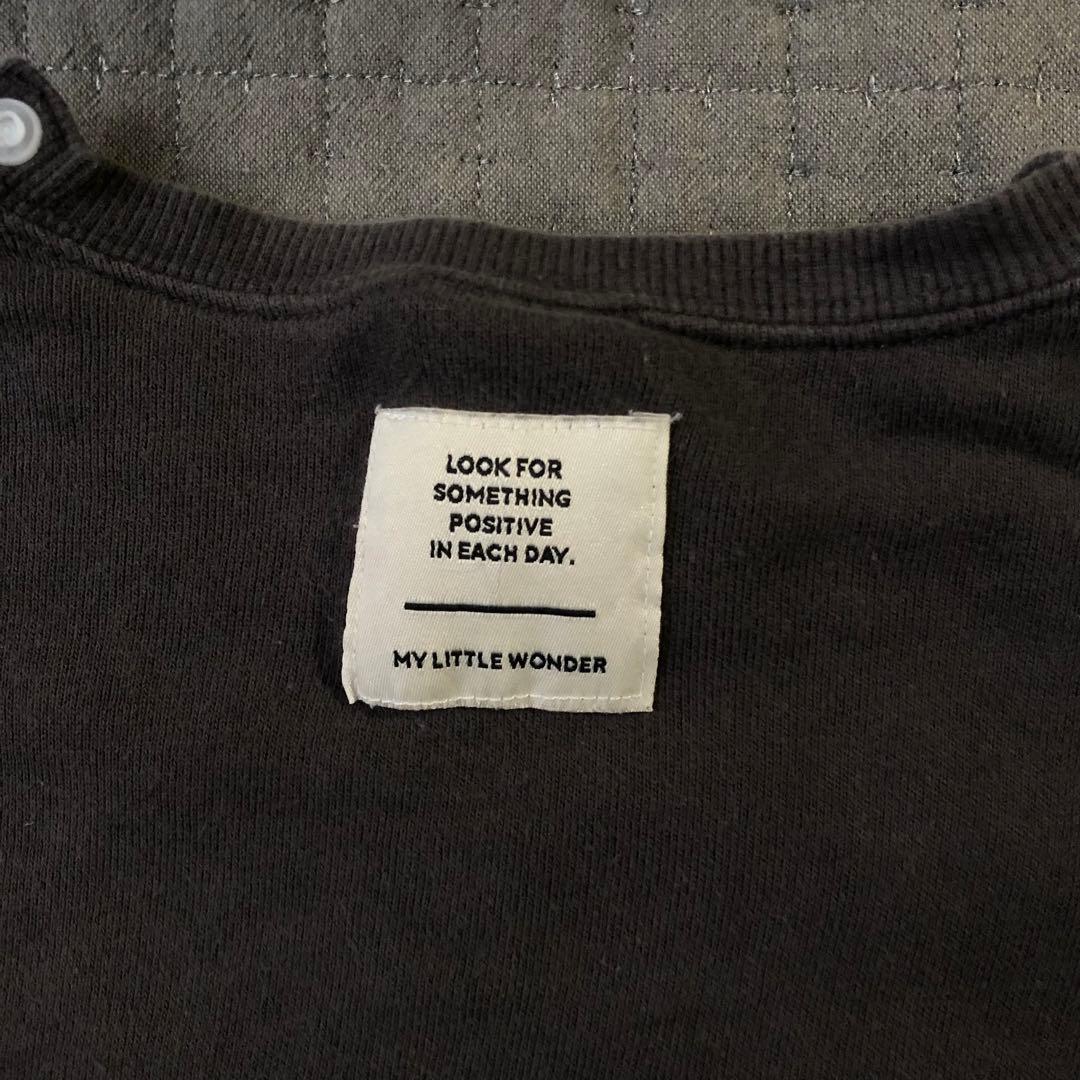 LOOK FOR
SOMETHING
POSITIVE
IN EACH DAY.
MY LITTLE WONDER